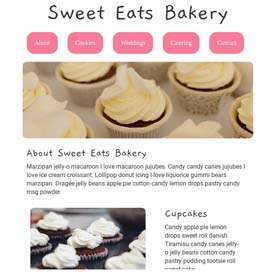 Sweet Eats Bakery
About
Cookies
Weddings
Catering
Contact
About Sweet Eats Bakery
Marzipan jelly-o macaroon I love macaroon jujubes. Candy candy canes jujubes I
love ice cream croissant. Lollipop donut icing I love liquorice gummi bears
marzipan. Dragée jelly beans apple pie cotton candy lemon drops pastry candy
msg powder.
Cupcakes
Candy apple pie lemon
drops sweet roll danish.
Tiramisu candy canes jelly-
o jelly beans cotton candy
pastry pudding tootsie roll